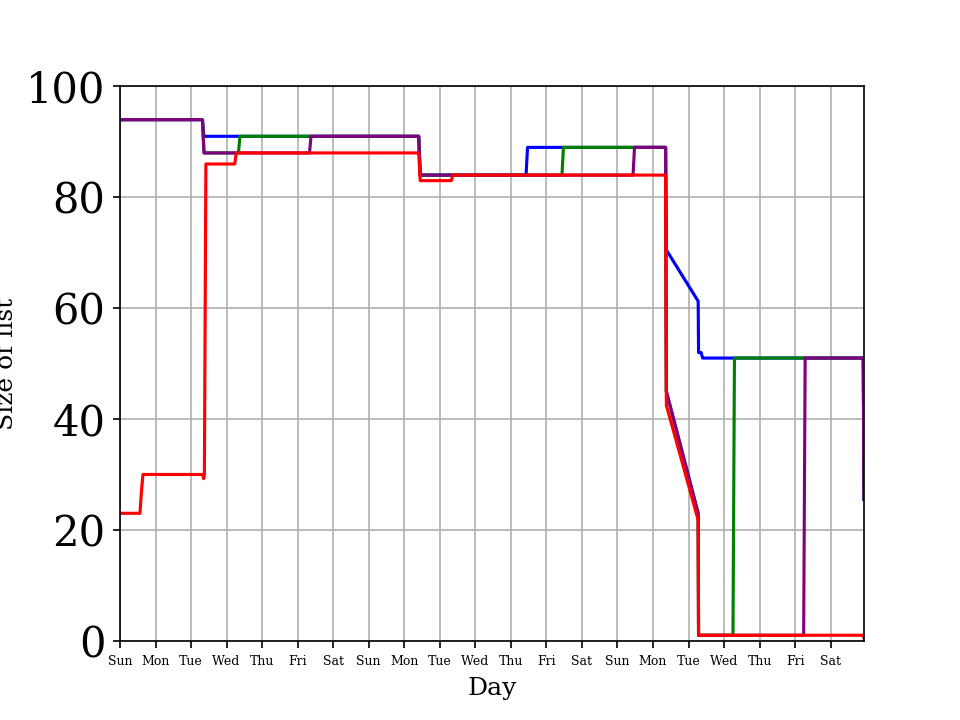 100
80
60
40
20
0
Size of list
Sun Mon Tue Wed Thu Fri Sat Sun Mon Tue Wed Thu Fri Sat Sun Mon Tue Wed Thu Fri Sat
Day